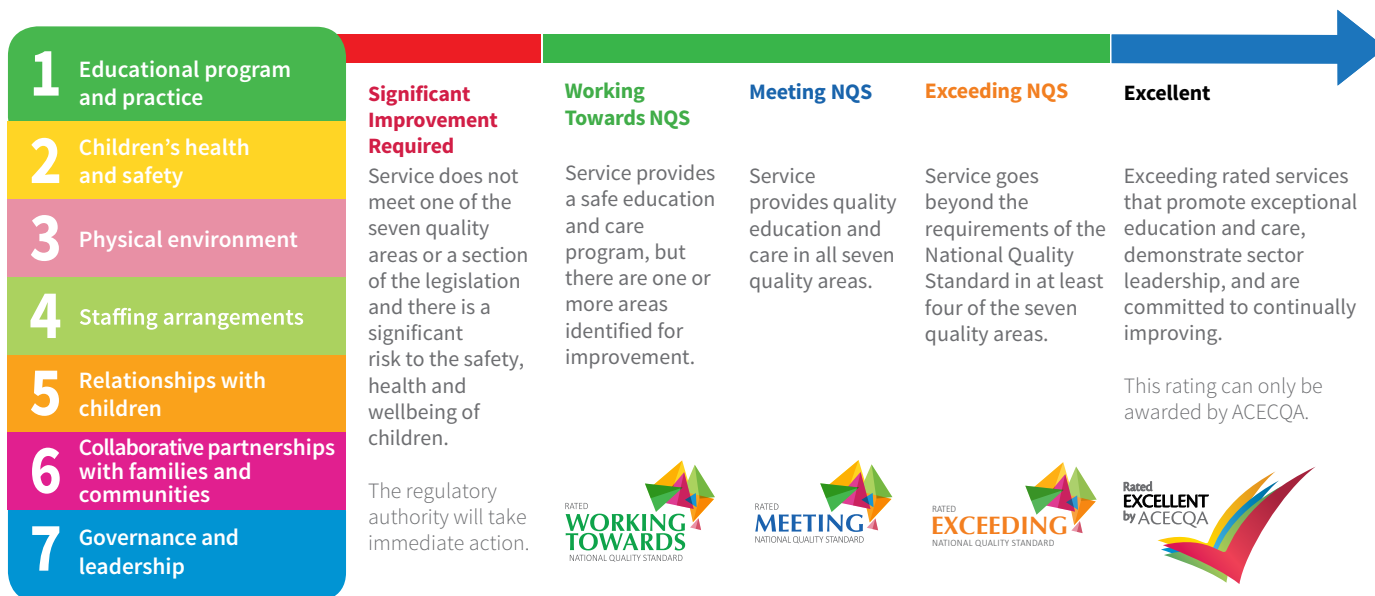 1
Educational program
and practice
2
Children's health
and safety
3
Physical environment
4
Staffing arrangements
5
Relationships with
children
6
Collaborative partnerships
with families and
communities
7
Governance and
leadership
Significant
Improvement
Required
Service does not
meet one of the
seven quality
areas or a section
of the legislation
and there is a
significant
risk to the safety,
health and
wellbeing of
children.
The regulatory
authority will take
immediate action.
Working
Towards NQS
Service provides
a safe education
and care
program, but
there are one or
more areas
identified for
improvement.
RATED
WORKING
TOWARDS
NATIONAL QUALITY STANDARD
Meeting NQS
Service
provides quality
education and
care in all seven
quality areas.
RATED
MEETING
NATIONAL QUALITY STANDARD
Exceeding NQS
Service goes
beyond the
requirements of the
National Quality
Standard in at least
four of the seven
quality areas.
RATED
EXCEEDING
NATIONAL QUALITY STANDARD
Excellent
Exceeding rated services
that promote exceptional
education and care,
demonstrate sector
leadership, and are
committed to continually
improving.
This rating can only be
awarded by ACECQA.
Rated
EXCELLENT
by ACECQA